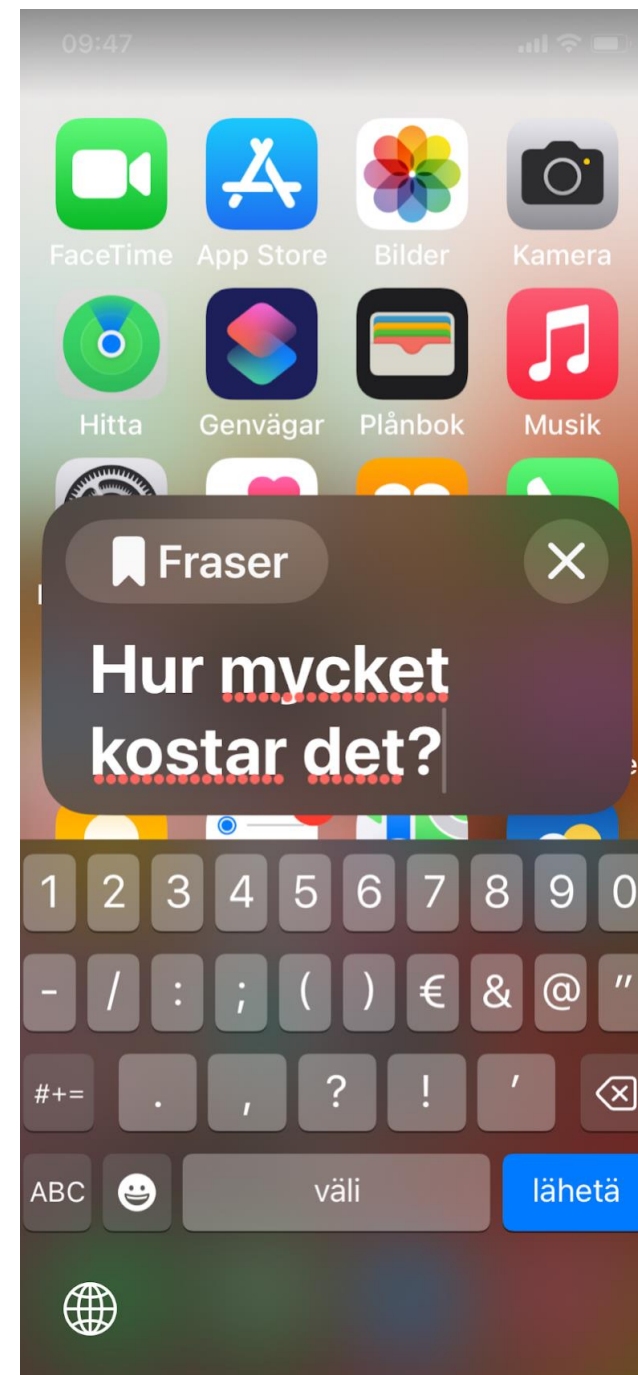 09:47
FaceTime App Store Bilder Kamera
Hitta Genvägar Plånbok Musik
Fraser
Hur mycket
kostar det?
1 2 3 4 5 6 7 8 9 0
- / : ; ( ) € & @ "
#+= . , ? ! '
ABC väli lähetä